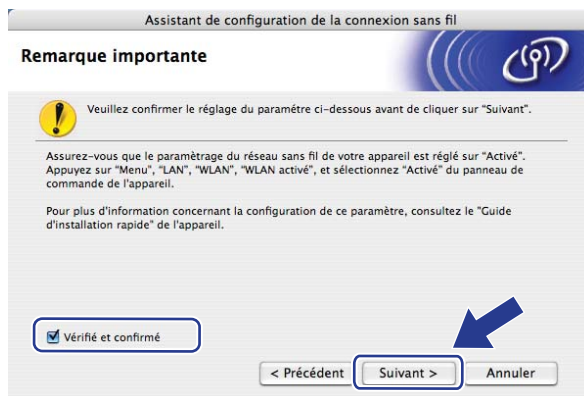 Assistant de configuration de la connexion sans fil
Remarque importante
Veuillez confirmer le réglage du paramétre ci-dessous avant de cliquer sur "Suivant".
Assurez-vous que le paramètrage du réseau sans fil de votre appareil est réglé sur "Activé".
Appuyez sur "Menu", "LAN", "WLAN", "WLAN activé", et sélectionnez "Activé" du panneau de
commande de l'appareil.
Pour plus d'information concernant la configuration de ce paramètre, consultez le "Guide
d'installation rapide" de l'appareil.
Vérifié et confirmé
< Précédent
Suivant >
Annuler